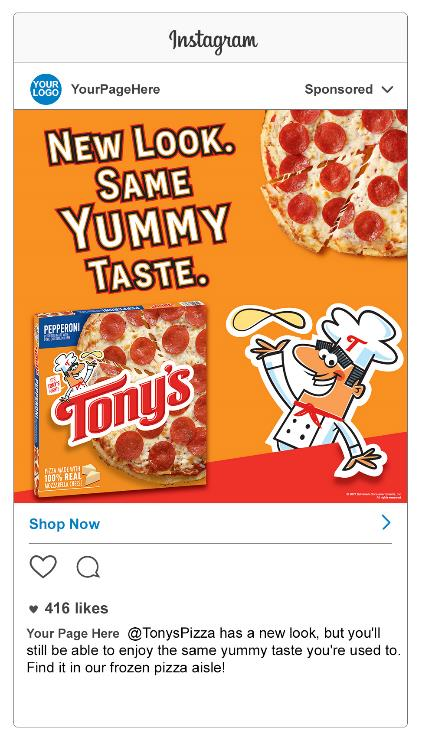 Instagram
YOUR
LOGO
YourPageHere
Sponsored
NEW LOOK.
SAME
YUMMY
TASTE.
PEPPERONI
Tony's
PIZZA MADE WITH
100% REAL
MOZZARELLA CHEESE
T
Shop Now
416 likes
Your Page Here @TonysPizza has a new look, but you'll
still be able to enjoy the same yummy taste you're used to.
Find it in our frozen pizza aisle!